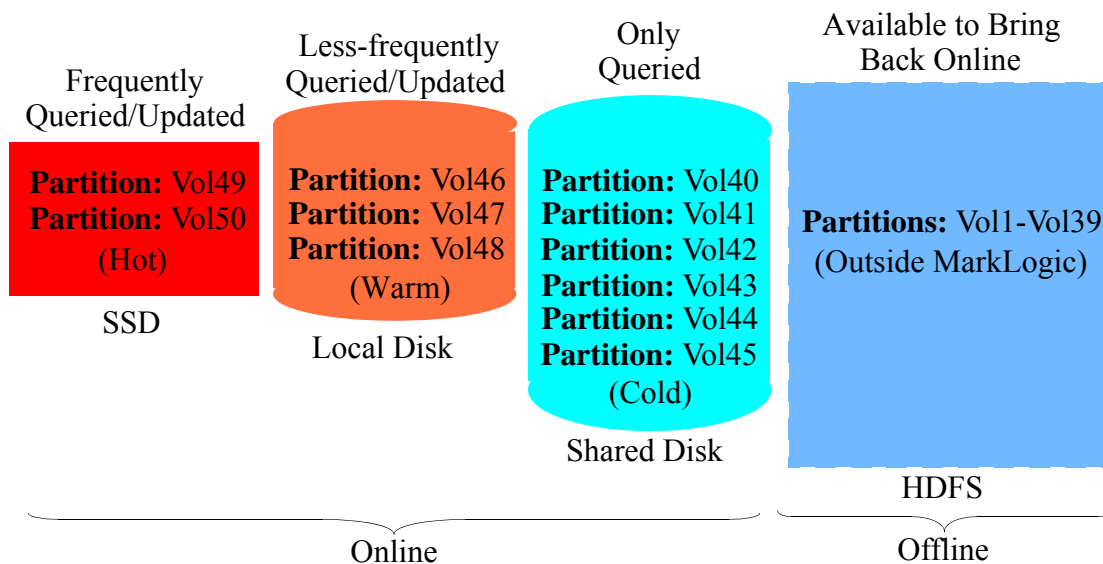 Frequently
Queried/Updated
Partition: Vol49
Partition: Vol50
(Hot)
SSD
Less-frequently
Queried/Updated
Partition: Vol46
Partition: Vol47
Partition: Vol48
(Warm)
Local Disk
Only
Queried
Partition: Vol40
Partition: Vol41
Partition: Vol42
Partition: Vol43
Partition: Vol44
Partition: Vol45
(Cold)
Shared Disk
Available to Bring
Back Online
Partitions: Vol1-Vol39
(Outside MarkLogic)
HDFS
Online
Offline